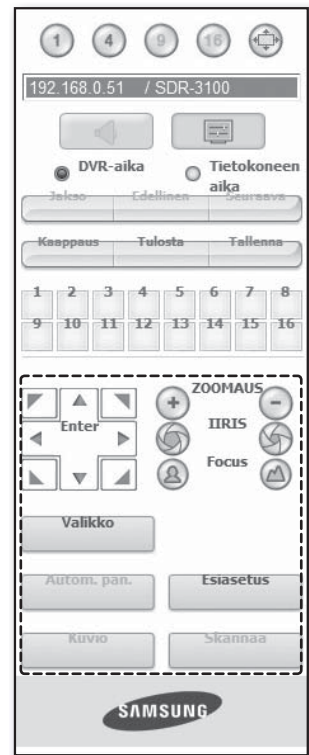 1 4 9 16
192.168.0.51 / SDR-3100
DVR-aika Tietokoneen aika
Jakso Edellinen Seuraava
Kaappaus Tulosta Tallenna
1 2 3 4 5 6 7 8
9 10 11 12 13 14 15 16
ZOOMAUS
Enter IIRIS
Focus
Valikko
Autom. pan. Esiasetus
Kuvio Skannaa
SAMSUNG